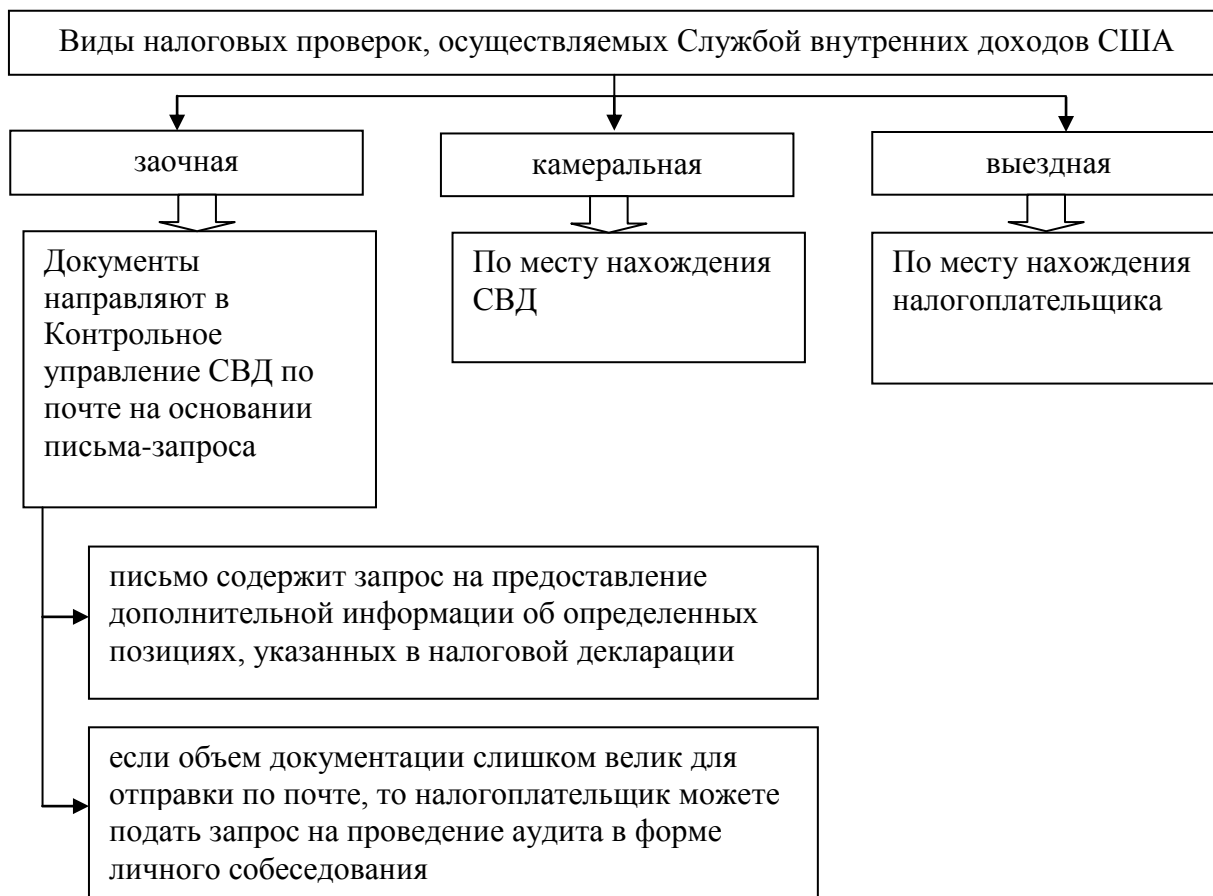 Виды налоговых проверок, осуществляемых Службой внутренних доходов США
заочная
камеральная
выездная
Документы
направляют в
Контрольное
управление СВД по
почте на основании
письма-запроса
По месту нахождения
СВД
По месту нахождения
налогоплательщика
письмо содержит запрос на предоставление
дополнительной информации об определенных
позициях, указанных в налоговой декларации
если объем документации слишком велик для
отправки по почте, то налогоплательщик можете
подать запрос на проведение аудита в форме
личного собеседования